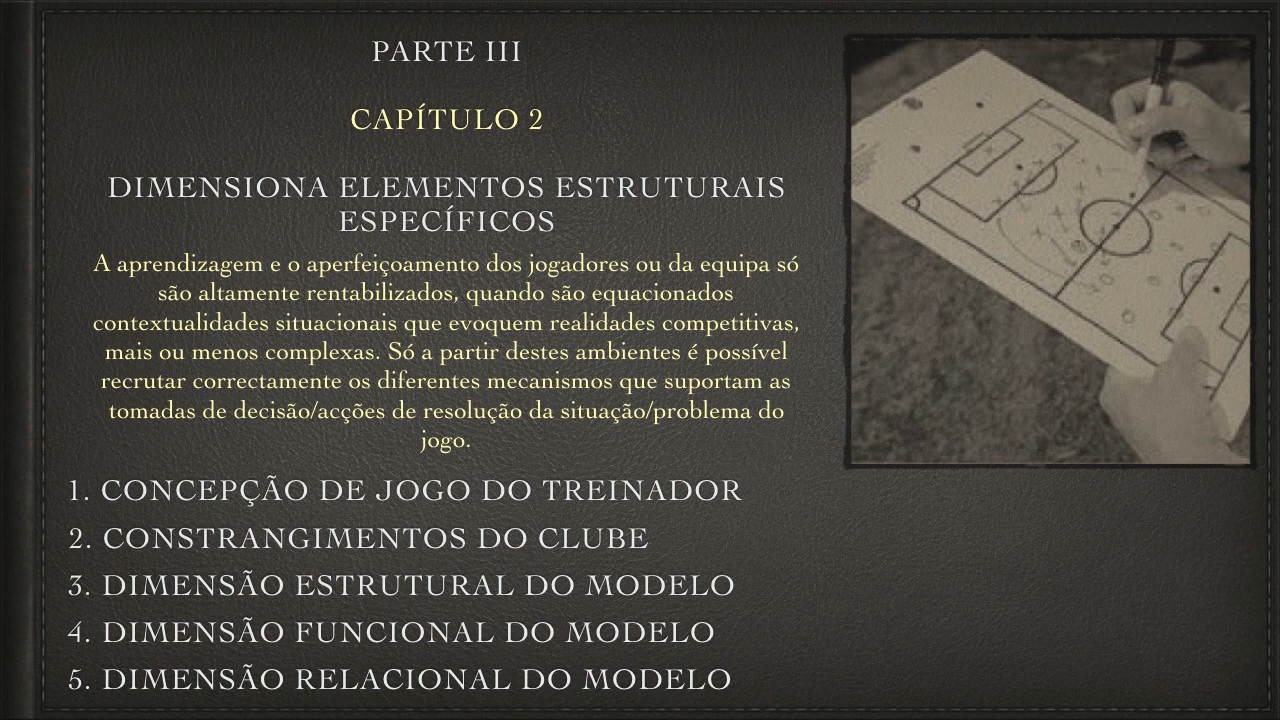 PARTE III
CAPÍTULO 2
DIMENSIONA ELEMENTOS ESTRUTURAIS
ESPECÍFICOS
A aprendizagem e o aperfeiçoamento dos jogadores ou da equipa só
são altamente rentabilizados, quando são equacionados
contextualidades situacionais que evoquem realidades competitivas,
mais ou menos complexas. Só a partir destes ambientes é possível
recrutar correctamente os diferentes mecanismos que suportam as
tomadas de decisão/acções de resolução da situação/problema do
jogo.
1. CONCEPÇÃO DE JOGO DO TREINADOR
2. CONSTRANGIMENTOS DO CLUBE
3. DIMENSÃO ESTRUTURAL DO MODELO
4. DIMENSÃO FUNCIONAL DO MODELO
5. DIMENSÃO RELACIONAL DO MODELO